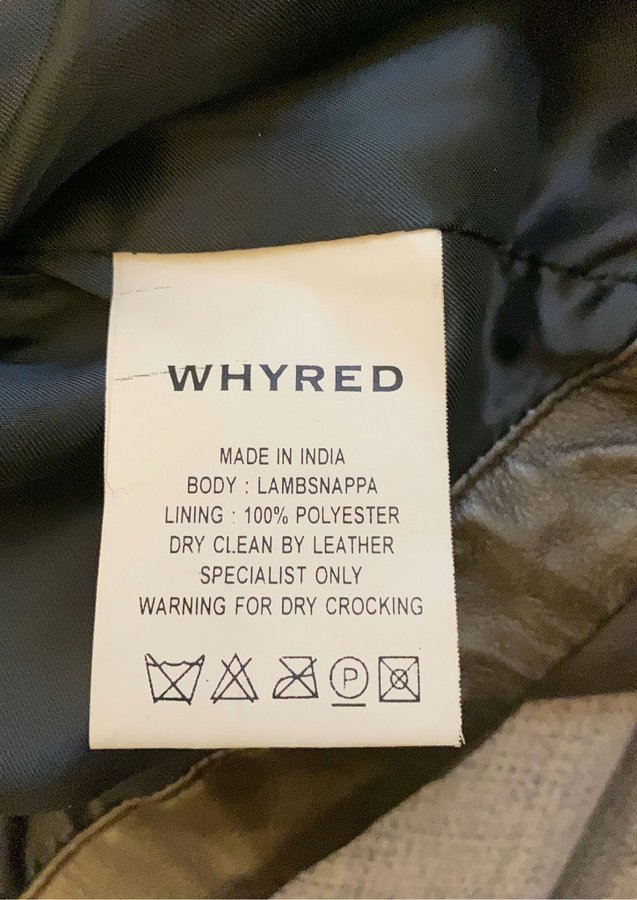 WHYRED
MADE IN INDIA
BODY : LAMBSNAPPA
LINING : 100% POLYESTER
DRY CLEAN BY LEATHER
SPECIALIST ONLY
WARNING FOR DRY CROCKING
P